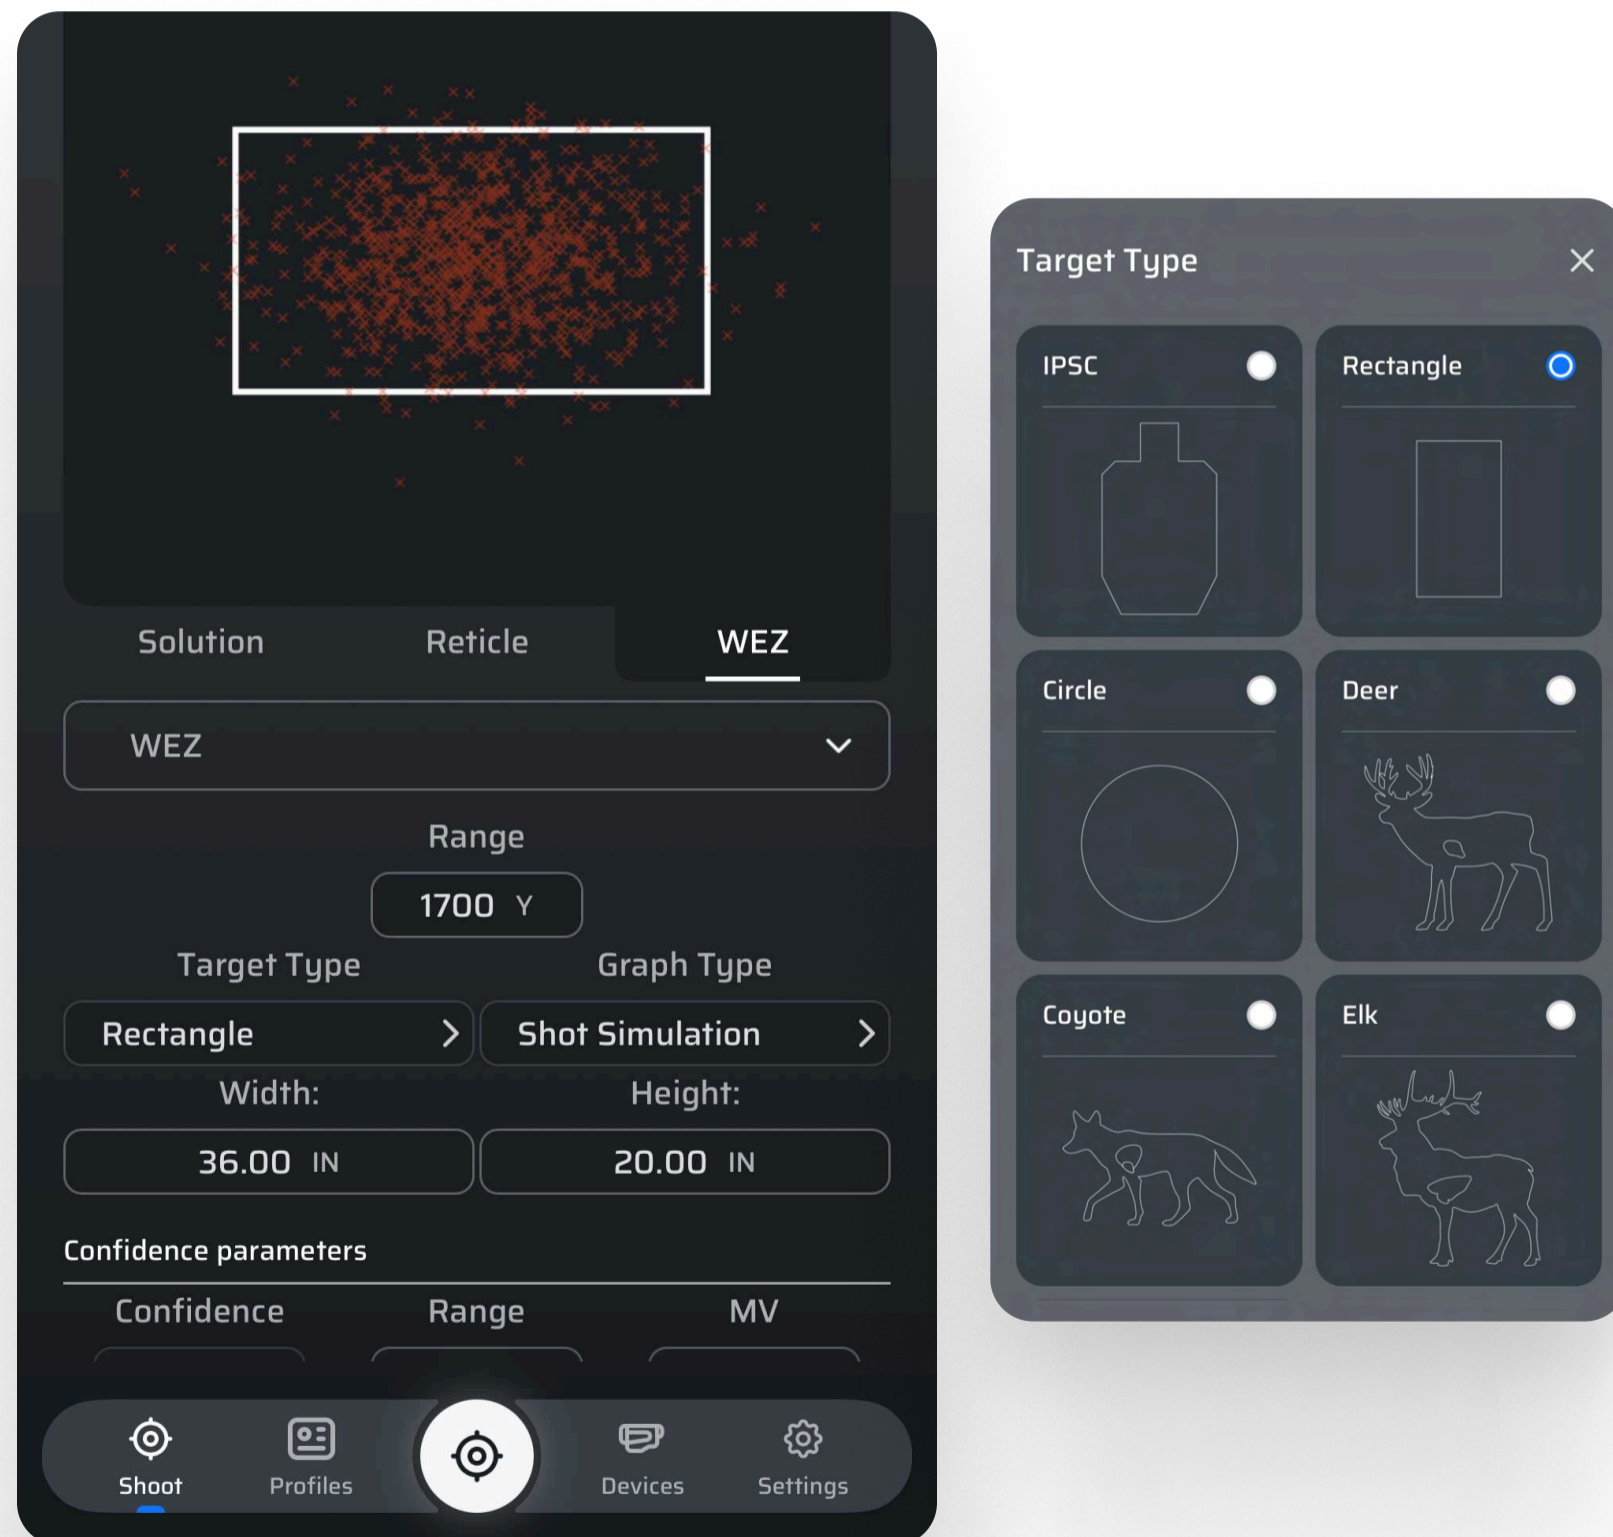 Solution Reticle WEZ
WEZ
Range
1700 Y
Target Type Graph Type
Rectangle Shot Simulation
Width: Height:
36.00 IN 20.00 IN
Confidence parameters
Confidence Range MV
Shoot Profiles Devices Settings
Target Type
IPSC Rectangle
Circle Deer
Coyote Elk